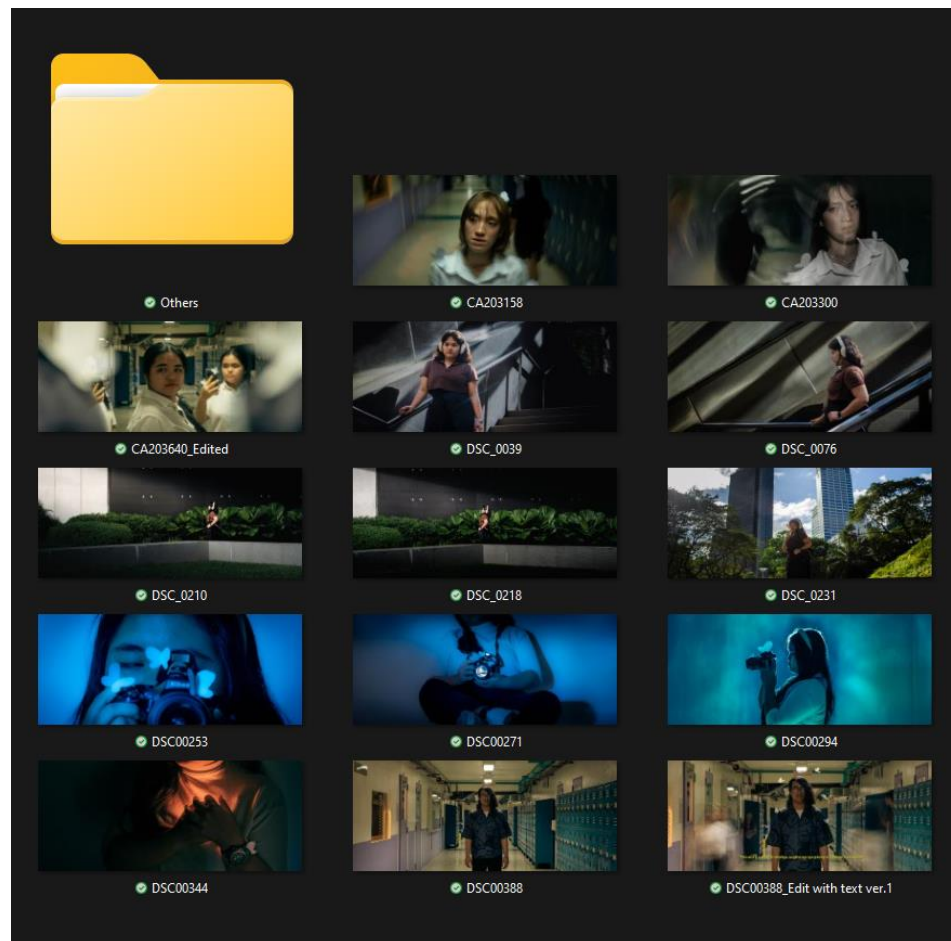 Others
CA203158
CA203300
CA203640_Edited
DSC_0039
DSC_0076
DSC_0210
DSC_0218
DSC_0231
DSC00253
DSC00271
DSC00294
DSC00344
DSC00388
DSC00388_Edit with text ver.1